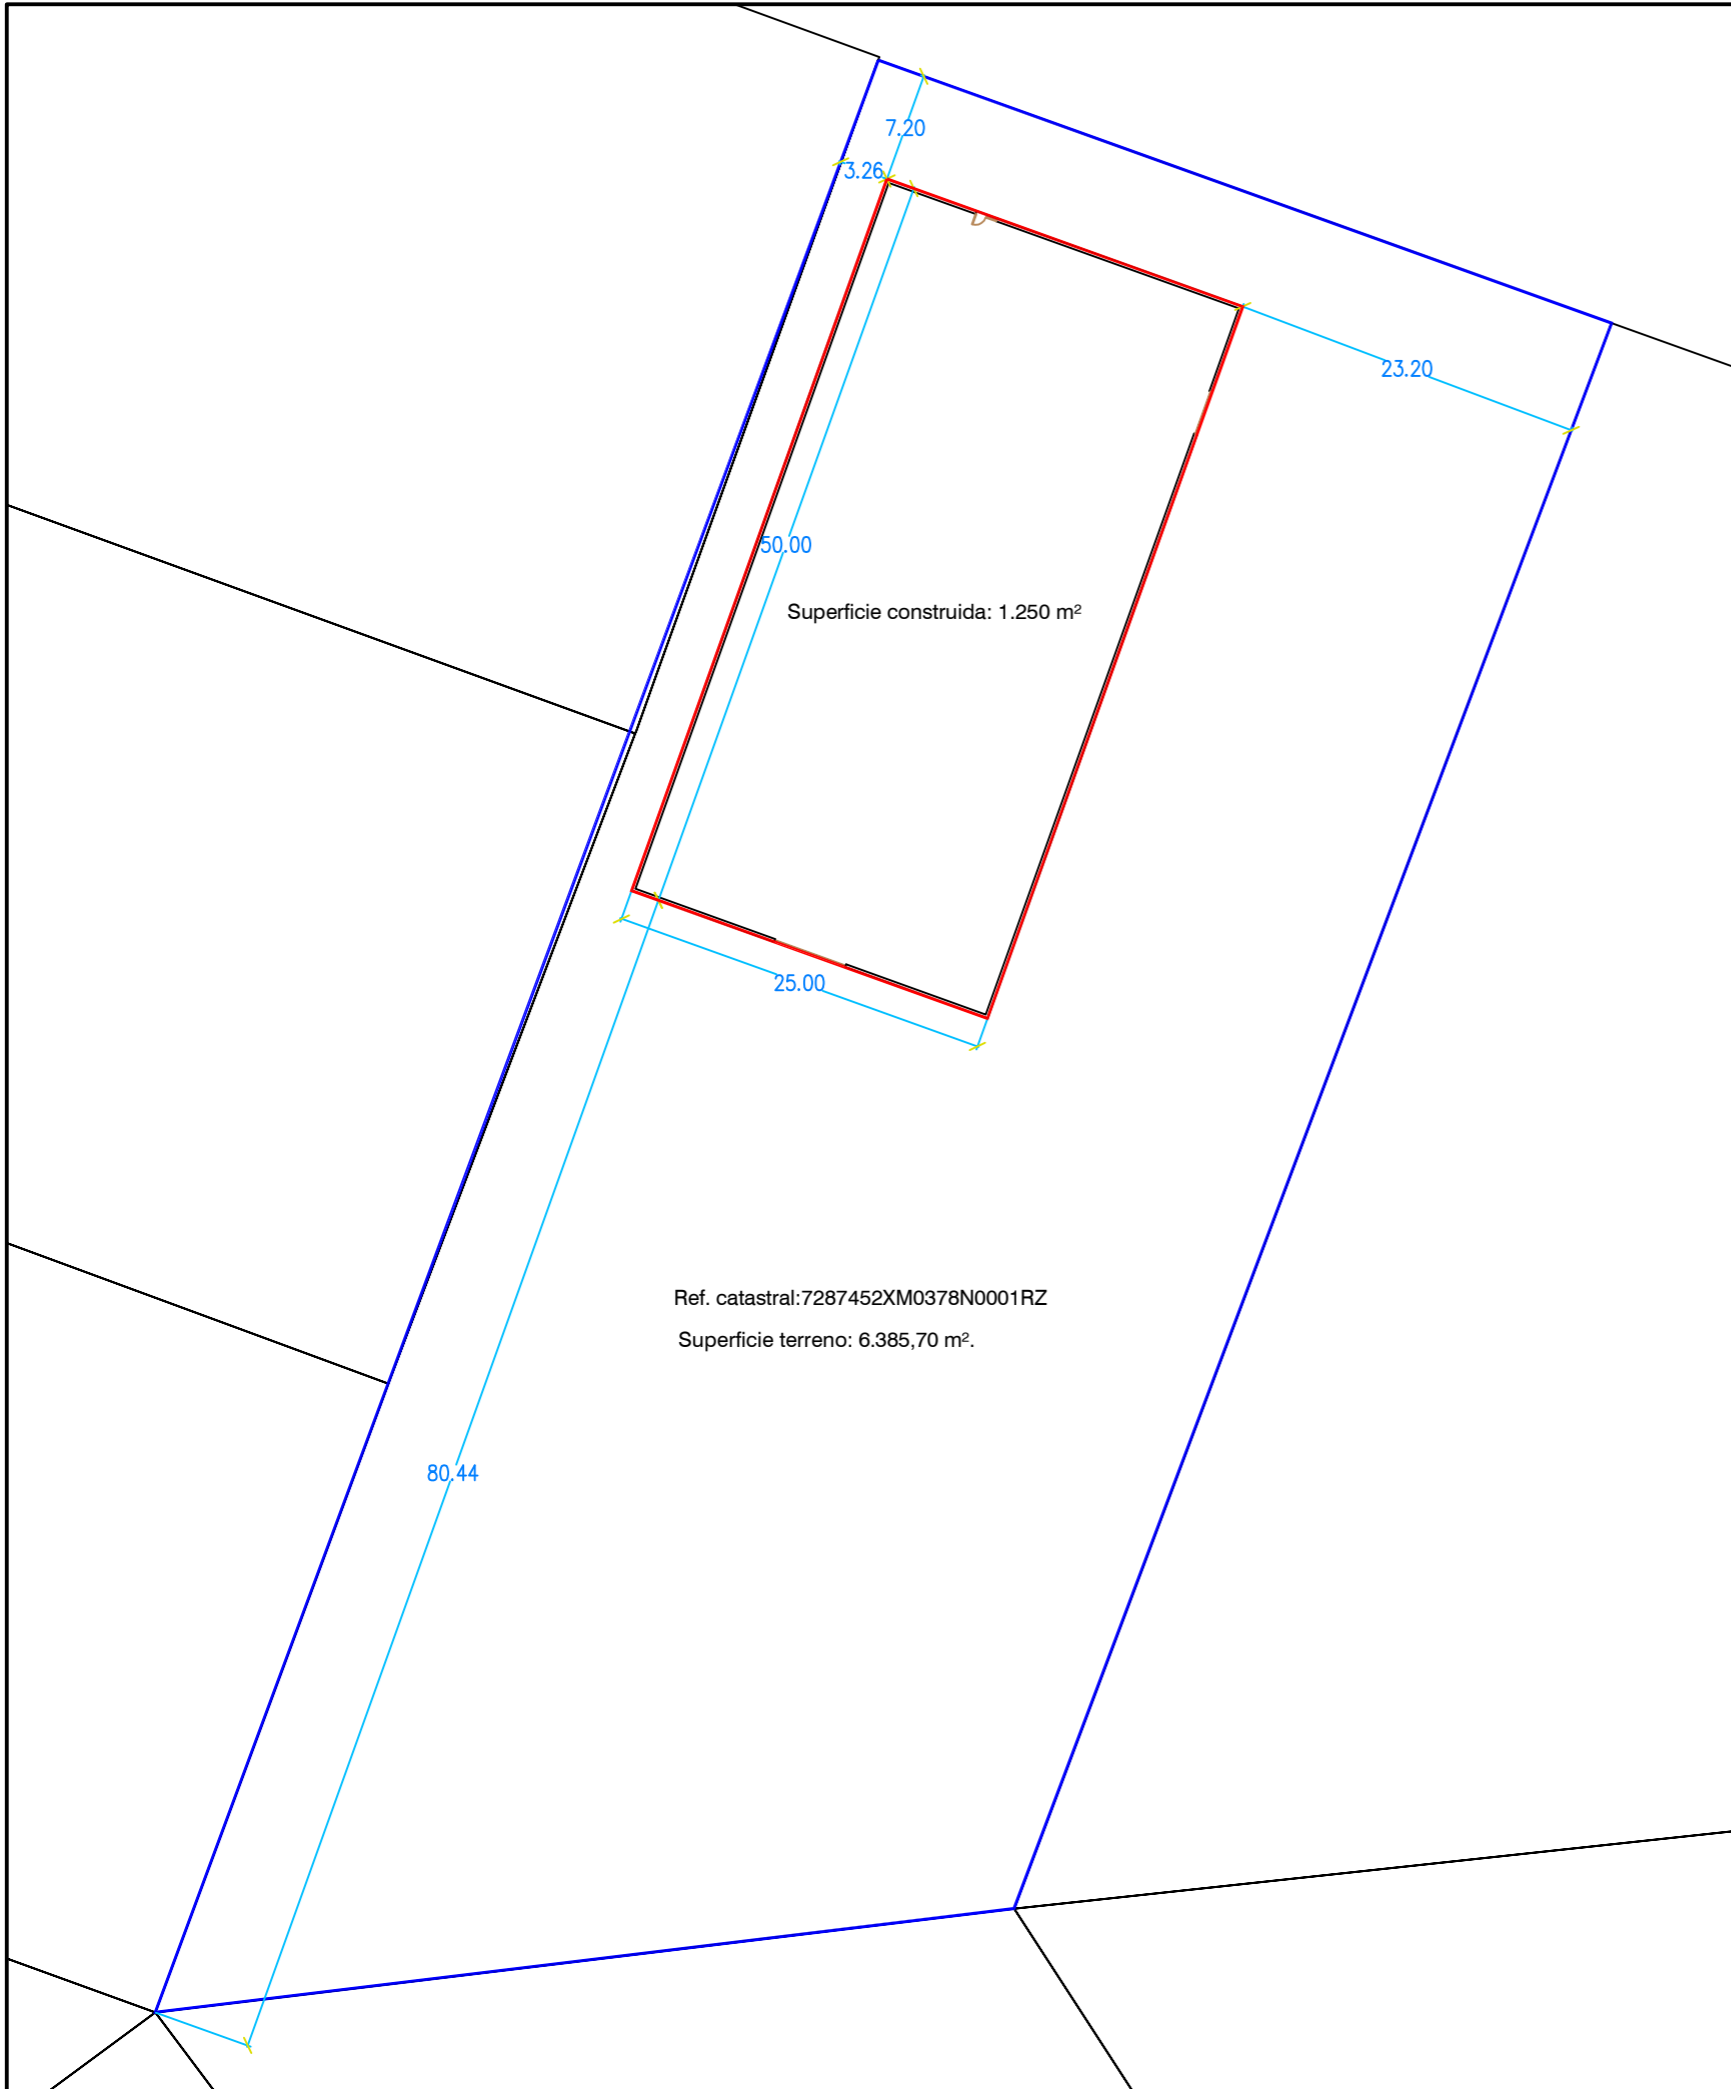 7.20
3.26
23.20
50.00
Superficie construida: 1.250 m²
25.00
Ref. catastral:7287452XM0378N0001RZ
Superficie terreno: 6.385,70 m².
80.44